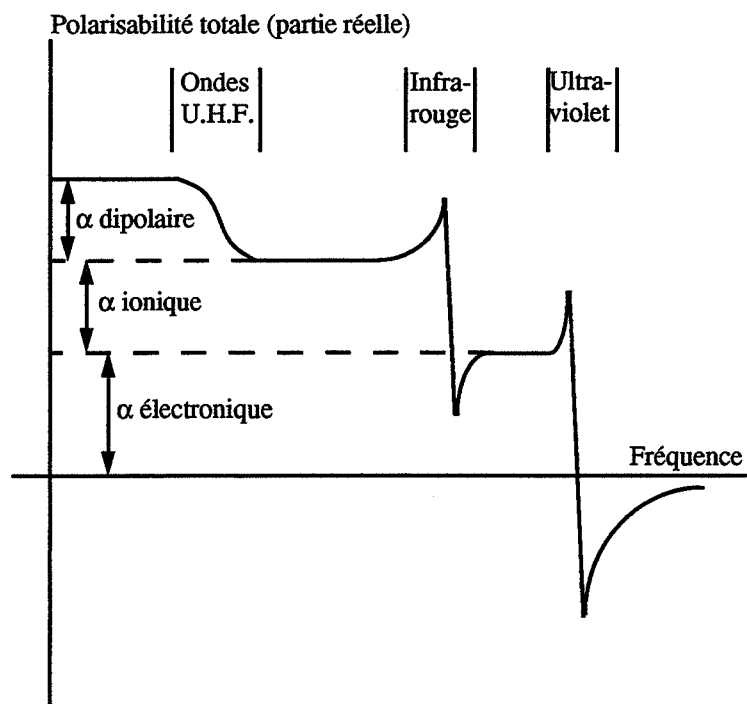 Polarisabilité totale (partie réelle)
Ondes
U.H.F.
Infra-
rouge
Ultra-
violet
α dipolaire
α ionique
α électronique
Fréquence